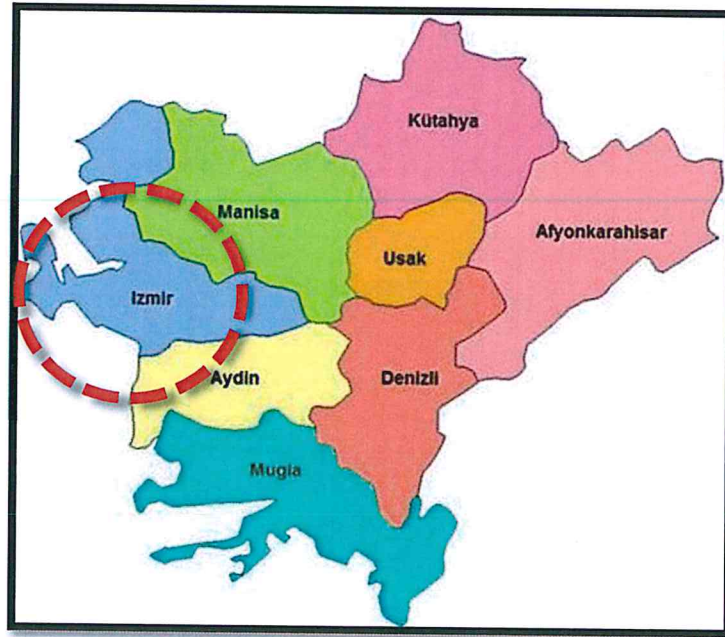 Kütahya
Manisa
Afyonkarahisar
Usak
Izmir
Aydin
Denizli
Mugla